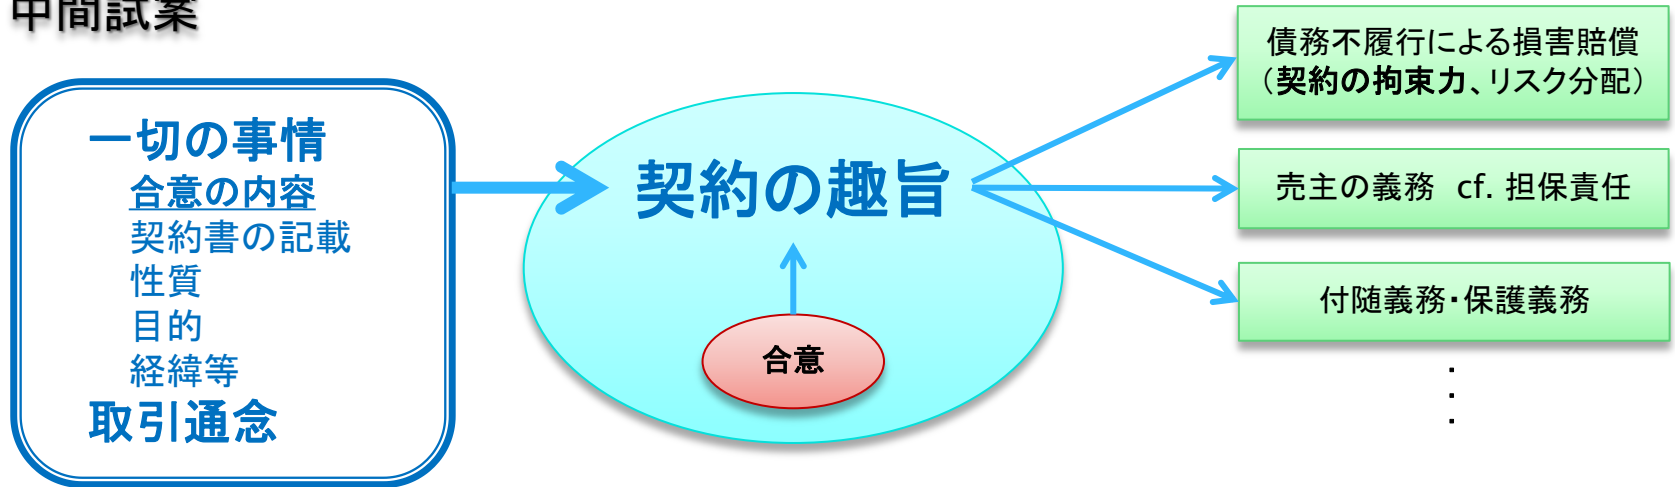 中間試案
一切の事情
合意の内容
契約書の記載
性質
目的
経緯等
取引通念
契約の趣旨
合意
債務不履行による損害賠償
（契約の拘束力、リスク分配）
売主の義務　cf. 担保責任
付随義務・保護義務
.
.
.